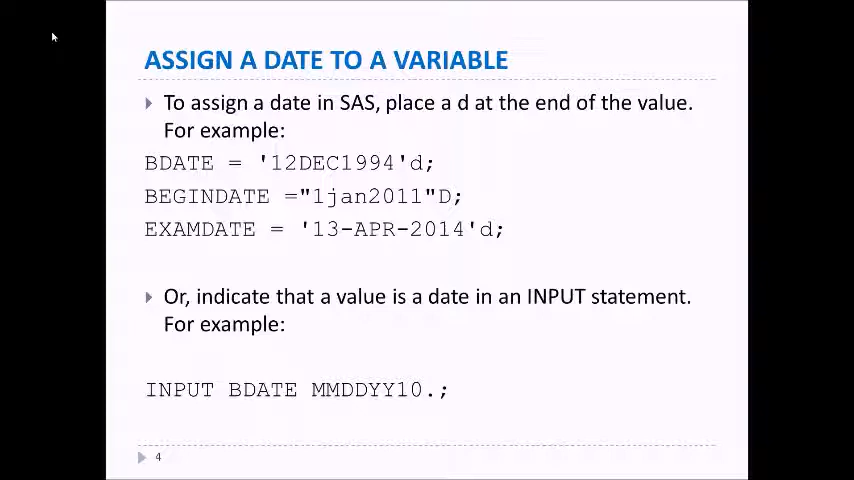 ASSIGN A DATE TO A VARIABLE
To assign a date in SAS, place a d at the end of the value.
For example:
BDATE = '12DEC1994'd;
BEGINDATE ="1jan2011"D;
EXAMDATE = '13-APR-2014'd;
Or, indicate that a value is a date in an INPUT statement.
For example:
INPUT BDATE MMDDYY10.;
4